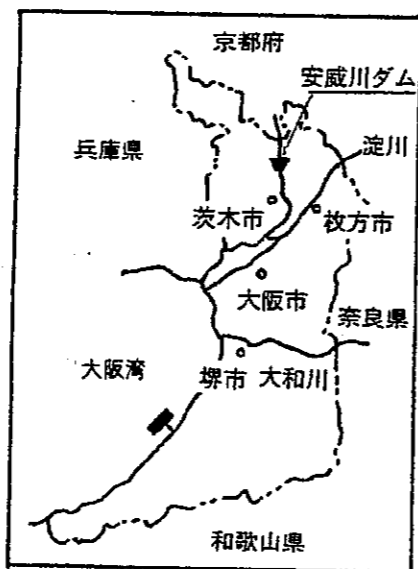 京都府
安威川ダム
兵庫県
淀川
茨木市
枚方市
大阪市
奈良県
大阪湾
堺市
大和川
和歌山県